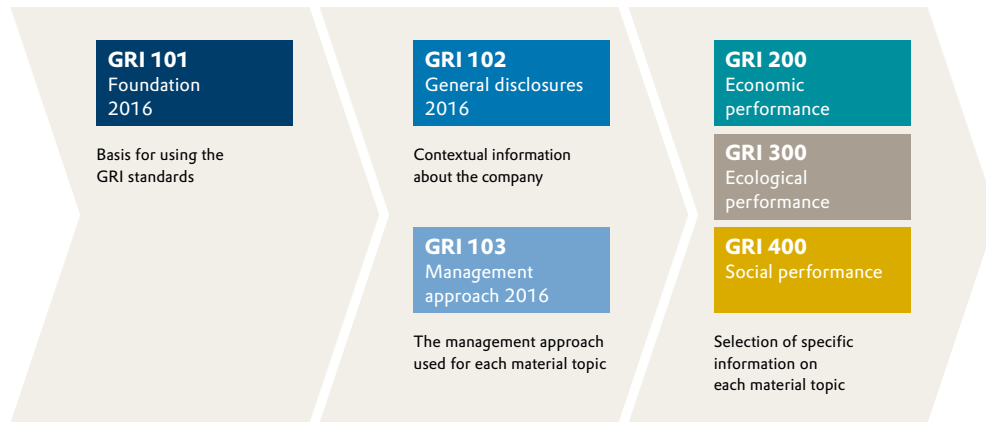 GRI 101
Foundation
2016
Basis for using the
GRI standards
GRI 102
General disclosures
2016
Contextual information
about the company
GRI 103
Management
approach 2016
The management approach
used for each material topic
GRI 200
Economic
performance
GRI 300
Ecological
performance
GRI 400
Social performance
Selection of specific
information on
each material topic